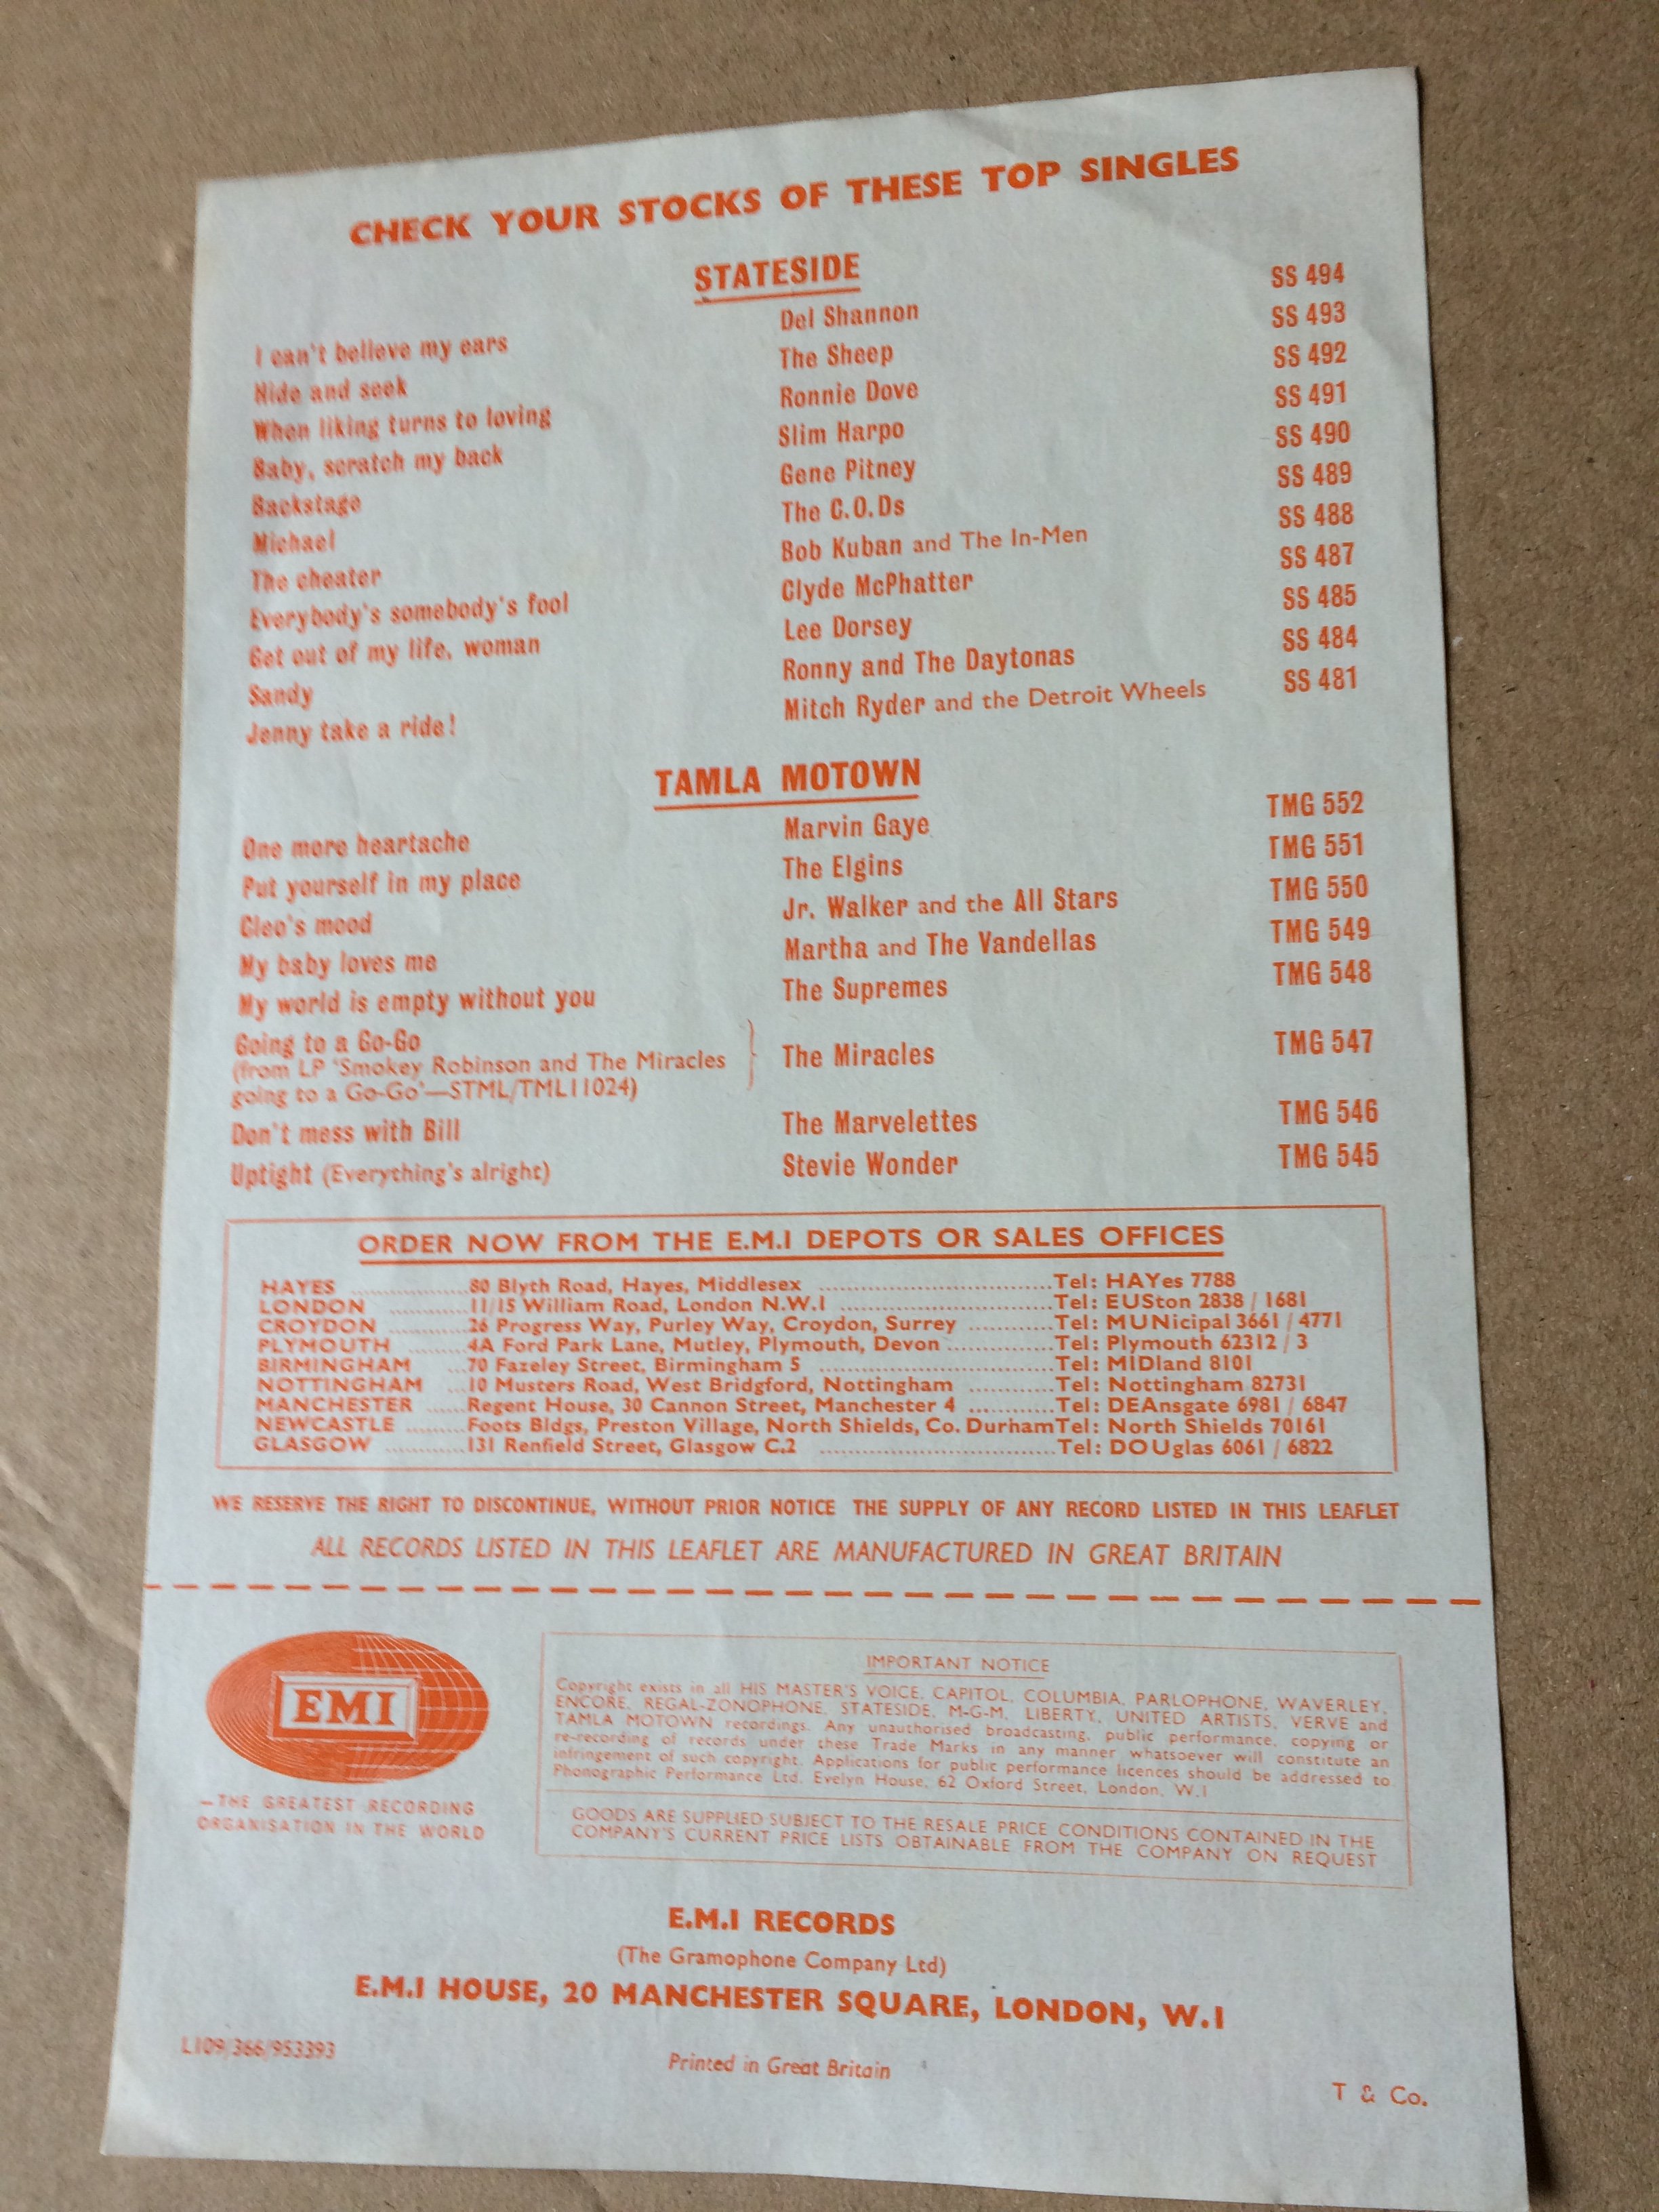 CHECK YOUR STOCKS OF THESE TOP SINGLES
STATESIDE
I can't believe my ears Del Shannon SS 494
Hide and seek The Sheep SS 493
When liking turns to loving Ronnie Dove SS 492
Baby, scratch my back Slim Harpo SS 491
Backstage Gene Pitney SS 490
Michael The C.O.Ds SS 489
The cheater Bob Kuban and The In-Men SS 488
Everybody's somebody's fool Clyde McPhatter SS 487
Get out of my life, woman Lee Dorsey SS 485
Sandy Ronny and The Daytonas SS 484
Jenny take a ride! Mitch Ryder and the Detroit Wheels SS 481
TAMLA MOTOWN
One more heartache Marvin Gaye TMG 552
Put yourself in my place The Elgins TMG 551
Cleo's mood Jr. Walker and the All Stars TMG 550
My baby loves me Martha and The Vandellas TMG 549
My world is empty without you The Supremes TMG 548
Going to a Go-Go
(from LP 'Smokey Robinson and The Miracles } The Miracles TMG 547
going to a Go-Go'—STML/TML11024)
Don't mess with Bill The Marvelettes TMG 546
Uptight (Everything's alright) Stevie Wonder TMG 545
ORDER NOW FROM THE E.M.I DEPOTS OR SALES OFFICES
HAYES ..................80 Blyth Road, Hayes, Middlesex ..................Tel: HAYes 7788
LONDON ............11/15 William Road, London N.W.1 ..................Tel: EUSton 2838 / 1681
CROYDON ............26 Progress Way, Purley Way, Croydon, Surrey ............Tel: MUNicipal 3661 / 4771
PLYMOUTH .........4A Ford Park Lane, Mutley, Plymouth, Devon ...............Tel: Plymouth 62312 / 3
BIRMINGHAM ...70 Fazeley Street, Birmingham 5 ..................Tel: MIDland 8101
NOTTINGHAM ...10 Musters Road, West Bridgford, Nottingham ............Tel: Nottingham 82731
MANCHESTER ......Regent House, 30 Cannon Street, Manchester 4 ............Tel: DEAnsgate 6981 / 6847
NEWCASTLE .........Foots Bldgs, Preston Village, North Shields, Co. Durham Tel: North Shields 70161
GLASGOW ............131 Renfield Street, Glasgow C.2 ..................Tel: DOUglas 6061 / 6822
WE RESERVE THE RIGHT TO DISCONTINUE, WITHOUT PRIOR NOTICE THE SUPPLY OF ANY RECORD LISTED IN THIS LEAFLET
ALL RECORDS LISTED IN THIS LEAFLET ARE MANUFACTURED IN GREAT BRITAIN
EMI
—THE GREATEST RECORDING
ORGANISATION IN THE WORLD
IMPORTANT NOTICE
Copyright exists in all HIS MASTER'S VOICE, CAPITOL, COLUMBIA, PARLOPHONE, WAVERLEY,
ENCORE, REGAL-ZONOPHONE, STATESIDE, M-G-M, LIBERTY, UNITED ARTISTS, VERVE and
TAMLA MOTOWN recordings. Any unauthorised broadcasting, public performance, copying or
re-recording of records under these Trade Marks in any manner whatsoever will constitute an
infringement of such copyright. Applications for public performance licences should be addressed to
Phonographic Performance Ltd. Evelyn House, 62 Oxford Street, London, W.1
GOODS ARE SUPPLIED SUBJECT TO THE RESALE PRICE CONDITIONS CONTAINED IN THE
COMPANY'S CURRENT PRICE LISTS OBTAINABLE FROM THE COMPANY ON REQUEST
E.M.I RECORDS
(The Gramophone Company Ltd)
E.M.I HOUSE, 20 MANCHESTER SQUARE, LONDON, W.1
L109/366/953393
Printed in Great Britain
T & Co.